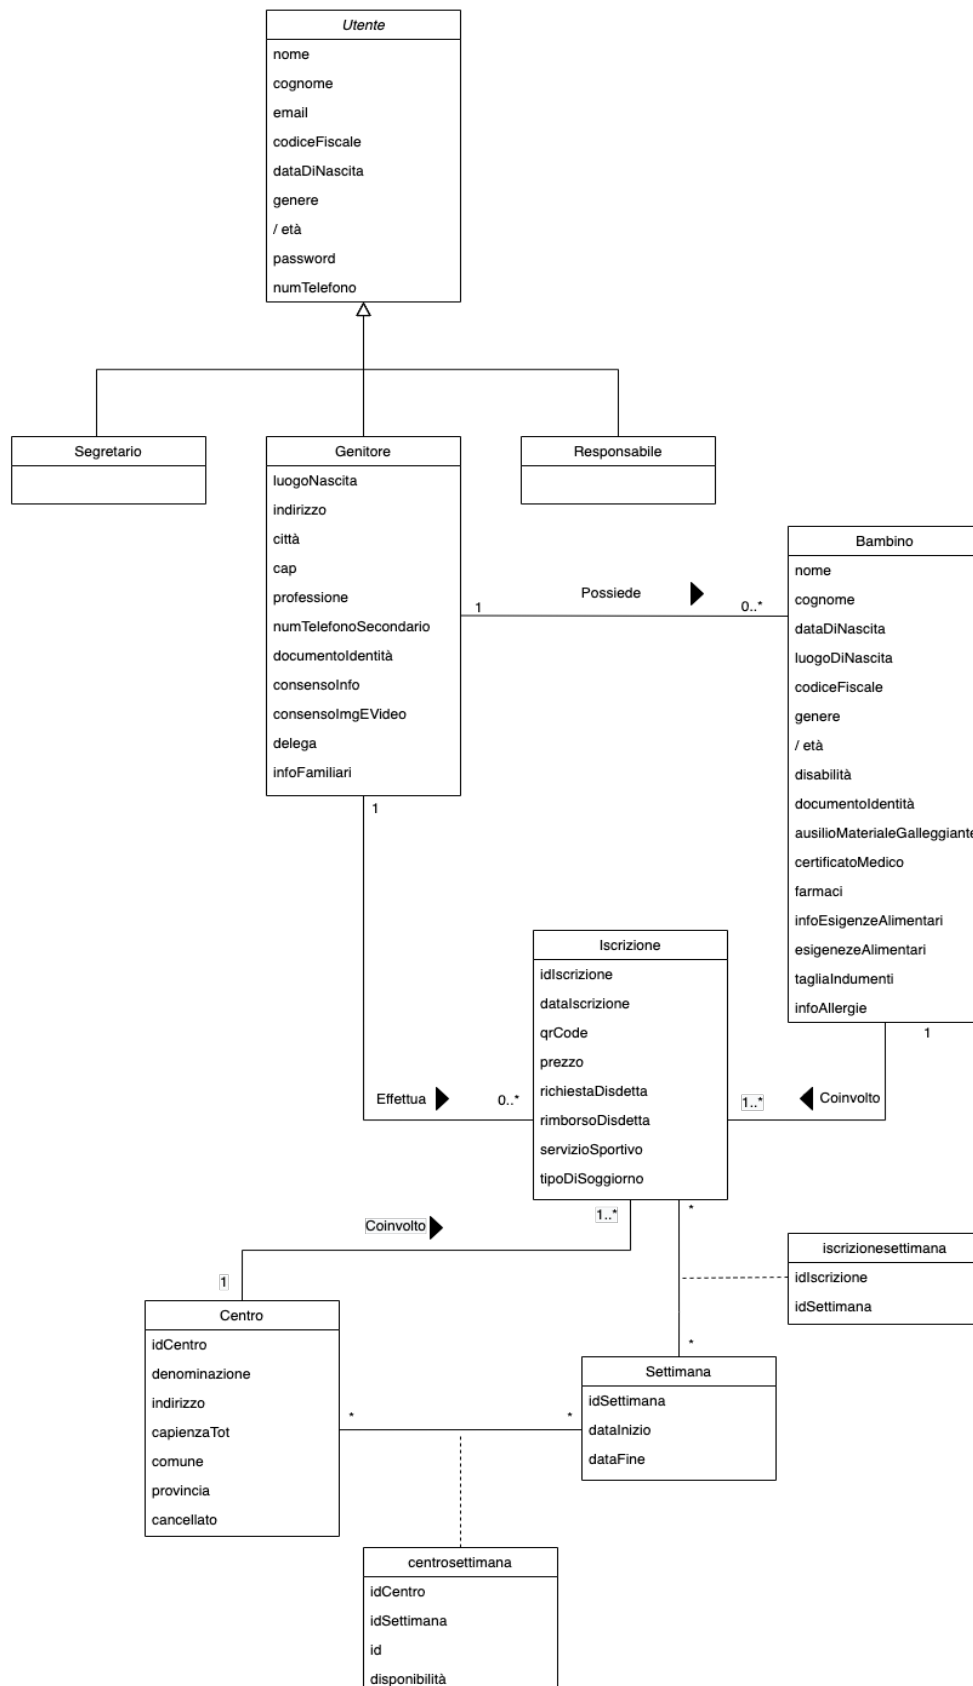 Utente
nome
cognome
email
codiceFiscale
dataDiNascita
genere
/ età
password
numTelefono
Segretario
Genitore
luogoNascita
indirizzo
città
cap
professione
numTelefonoSecondario
documentoIdentità
consensoInfo
consensoImgEVideo
delega
infoFamiliari
Responsabile
1
Possiede
0..*
Bambino
nome
cognome
dataDiNascita
luogoDiNascita
codiceFiscale
genere
/ età
disabilità
documentoIdentità
ausilioMaterialeGalleggiante
certificatoMedico
farmaci
infoEsigenzeAlimentari
esigenezeAlimentari
tagliaIndumenti
infoAllergie
1
Effettua
0..*
Iscrizione
idIscrizione
dataIscrizione
qrCode
prezzo
richiestaDisdetta
rimborsoDisdetta
servizioSportivo
tipoDiSoggiorno
1
1..*
Coinvolto
1..*
Coinvolto
1
*
*
iscrizionesettimana
idIscrizione
idSettimana
Centro
idCentro
denominazione
indirizzo
capienzaTot
comune
provincia
cancellato
*
*
Settimana
idSettimana
dataInizio
dataFine
centrosettimana
idCentro
idSettimana
id
disponibilità